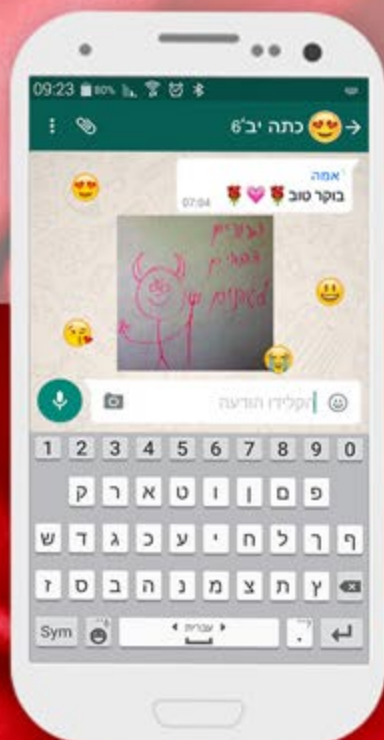 09:23 80%
כתה יב'6
אמה
בוקר טוב
07:04
הקלידו הודעה
1 2 3 4 5 6 7 8 9 0
ק ר א ט ו ן ם פ
ש ד ג כ ע י ח ל ך ף
ז ס ב ה נ מ צ ת ץ
Sym עברית .